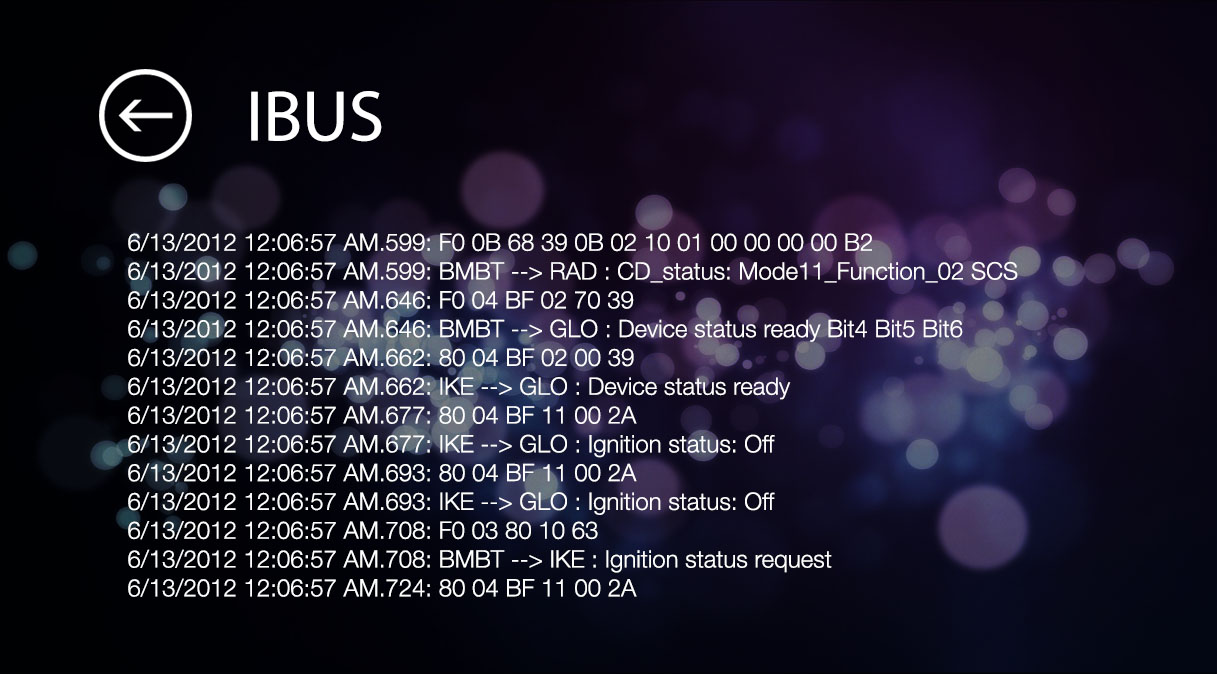 IBUS
6/13/2012 12:06:57 AM.599: F0 0B 68 39 0B 02 10 01 00 00 00 00 B2
6/13/2012 12:06:57 AM.599: BMBT --> RAD : CD_status: Mode11_Function_02 SCS
6/13/2012 12:06:57 AM.646: F0 04 BF 02 70 39
6/13/2012 12:06:57 AM.646: BMBT --> GLO : Device status ready Bit4 Bit5 Bit6
6/13/2012 12:06:57 AM.662: 80 04 BF 02 00 39
6/13/2012 12:06:57 AM.662: IKE --> GLO : Device status ready
6/13/2012 12:06:57 AM.677: 80 04 BF 11 00 2A
6/13/2012 12:06:57 AM.677: IKE --> GLO : Ignition status: Off
6/13/2012 12:06:57 AM.693: 80 04 BF 11 00 2A
6/13/2012 12:06:57 AM.693: IKE --> GLO : Ignition status: Off
6/13/2012 12:06:57 AM.708: F0 03 80 10 63
6/13/2012 12:06:57 AM.708: BMBT --> IKE : Ignition status request
6/13/2012 12:06:57 AM.724: 80 04 BF 11 00 2A